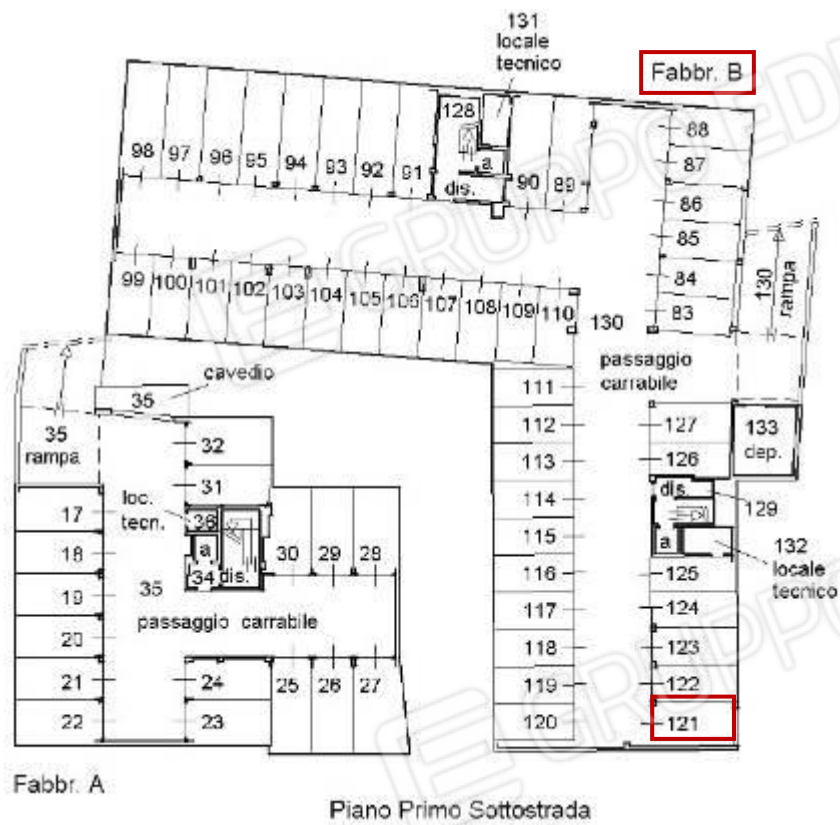 131
locale
tecnico
Fabbr. B
128
98 97 96 95 94 93 92 91
a
dis.
90 89
88
87
86
85
84
83
130
rampa
99 100 101 102 103 104 105 106 107 108 109 110
130
passaggio
carrabile
cavedio
35
35
rampa
32
31
loc.
tecn.
36
a
34 dis.
17
18
19
20
21
22
35
passaggio carrabile
30 29 28
24
23
25 26 27
111
112
113
114
115
116
117
118
119
120
127
126
133
dep.
dis.
129
a
132
locale
tecnico
125
124
123
122
121
Fabbr. A
Piano Primo Sottostrada
GRUPPO EDI
GRUPPO